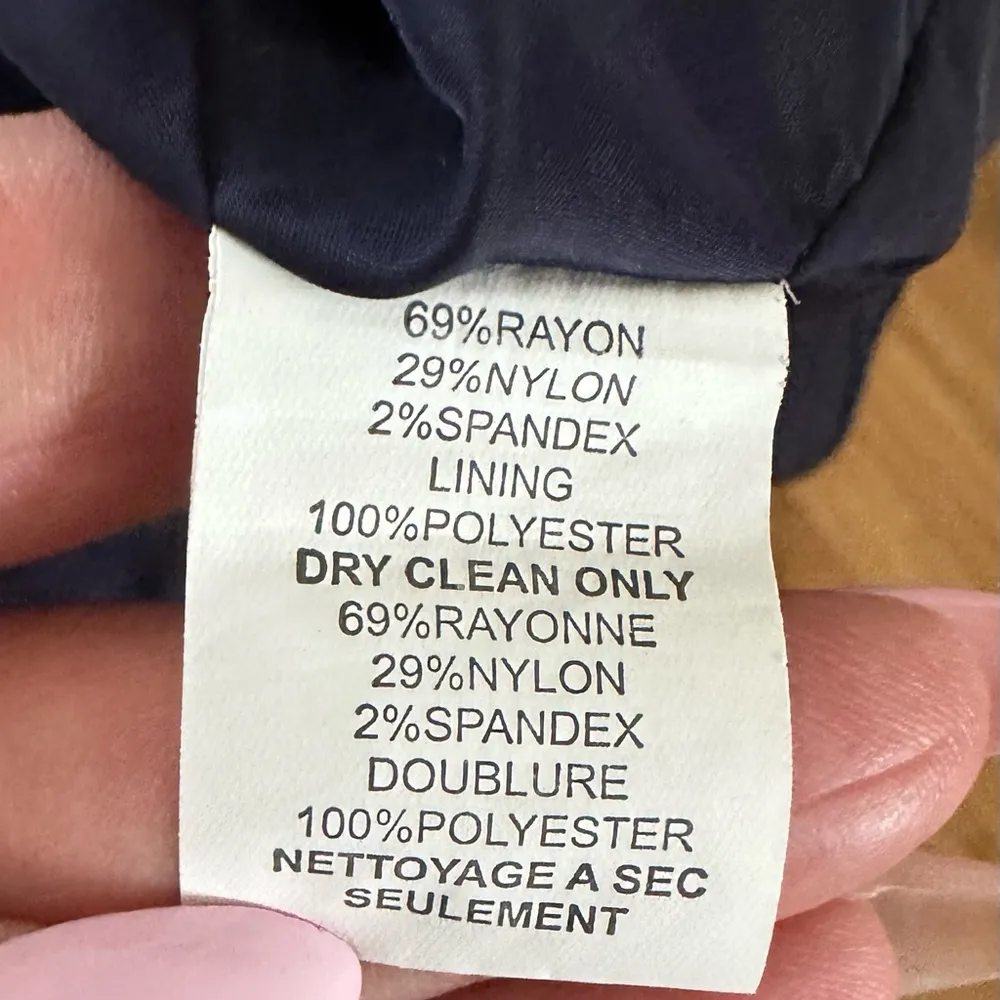 69%RAYON
29%NYLON
2%SPANDEX
LINING
100%POLYESTER
DRY CLEAN ONLY
69%RAYONNE
29%NYLON
2%SPANDEX
DOUBLURE
100%POLYESTER
NETTOYAGE A SEC
SEULEMENT